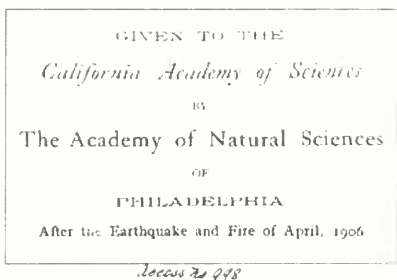 GIVEN TO THE
California Academy of Sciences
BY
The Academy of Natural Sciences
OF
PHILADELPHIA
After the Earthquake and Fire of April, 1906
Access No 998